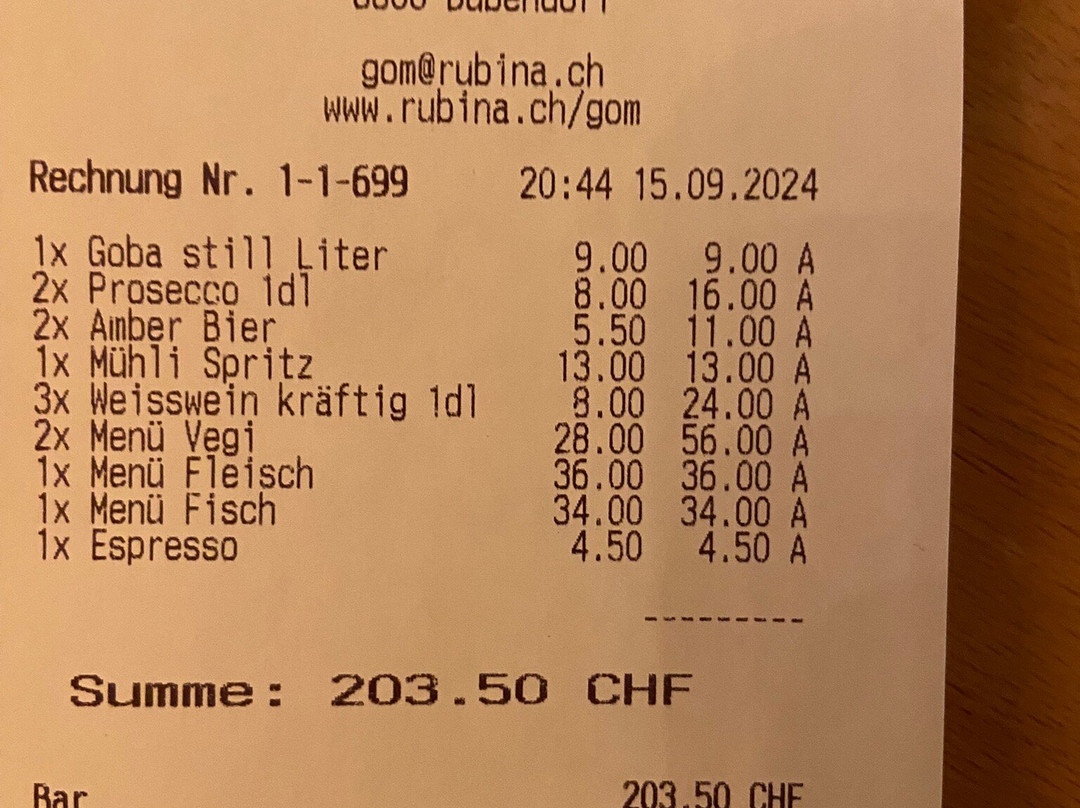 gom@rubina.ch
www.rubina.ch/gom
Rechnung Nr. 1-1-699 20:44 15.09.2024
1x Goba still Liter 9.00 9.00 A
2x Prosecco 1dl 8.00 16.00 A
2x Amber Bier 5.50 11.00 A
1x Mühli Spritz 13.00 13.00 A
3x Weisswein kräftig 1dl 8.00 24.00 A
2x Menü Vegi 28.00 56.00 A
1x Menü Fleisch 36.00 36.00 A
1x Menü Fisch 34.00 34.00 A
1x Espresso 4.50 4.50 A
---------
Summe: 203.50 CHF
Bar 203.50 CHF